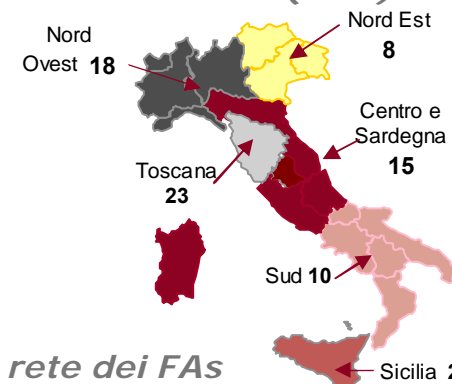 Nord
Ovest 18
Nord Est
8
Centro e
Sardegna
15
Toscana
23
Sud 10
rete dei FAs
Sicilia